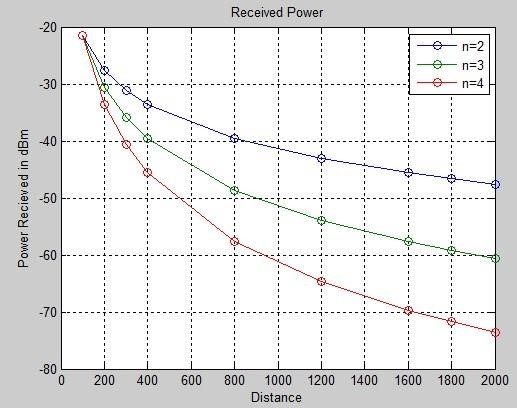 Received Power
-20
-30
-40
-50
-60
-70
-80
Power Recieved in dBm
n=2
n=3
n=4
0 200 400 600 800 1000 1200 1400 1600 1800 2000
Distance